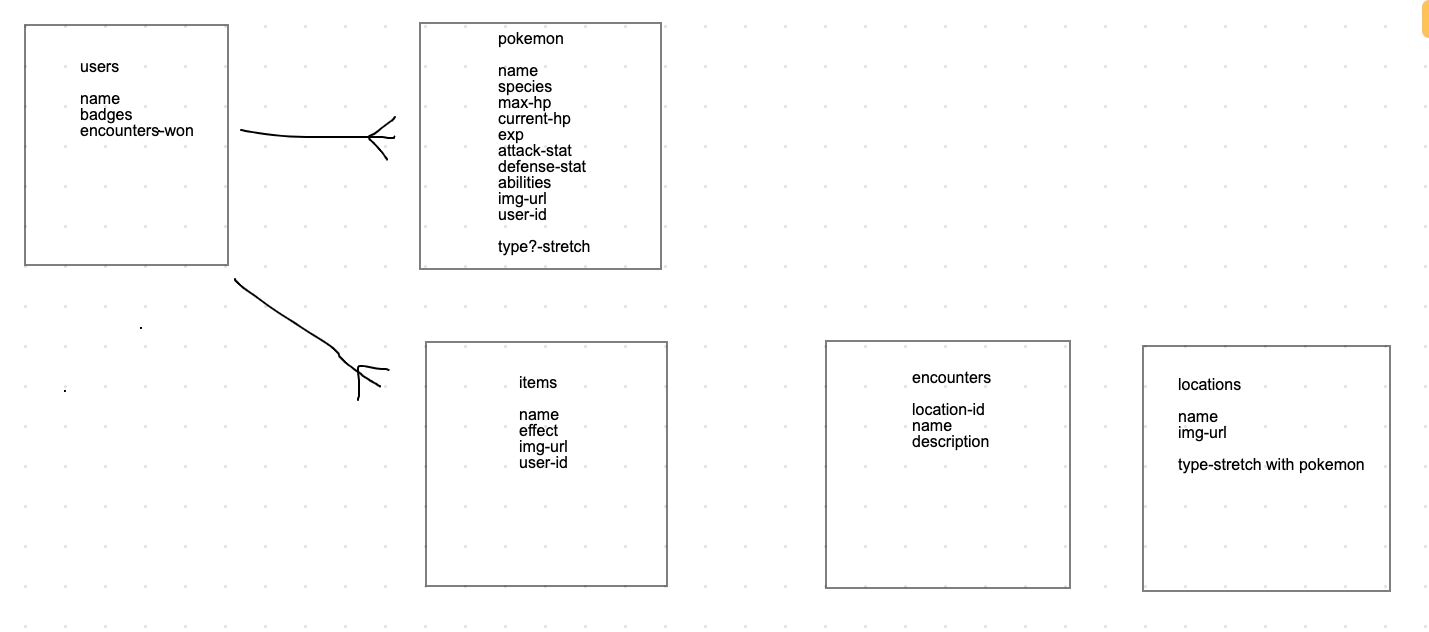 users
name
badges
encounters-won
pokemon
name
species
max-hp
current-hp
exp
attack-stat
defense-stat
abilities
img-url
user-id
type?-stretch
items
name
effect
img-url
user-id
encounters
location-id
name
description
locations
name
img-url
type-stretch with pokemon